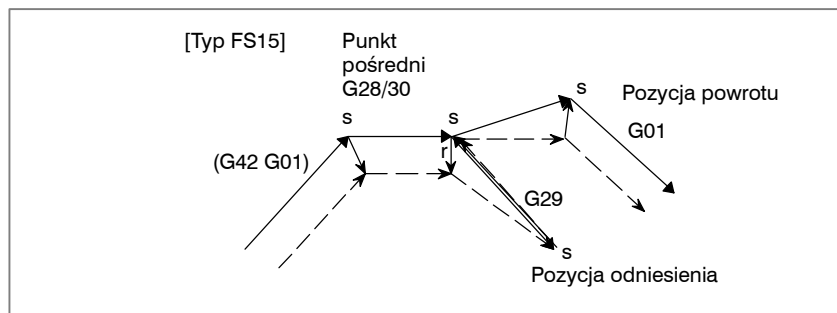 [Typ FS15]
Punkt
pośredni
G28/30
s
s
s
Pozycja powrotu
G01
(G42 G01)
r
G29
s
Pozycja odniesienia